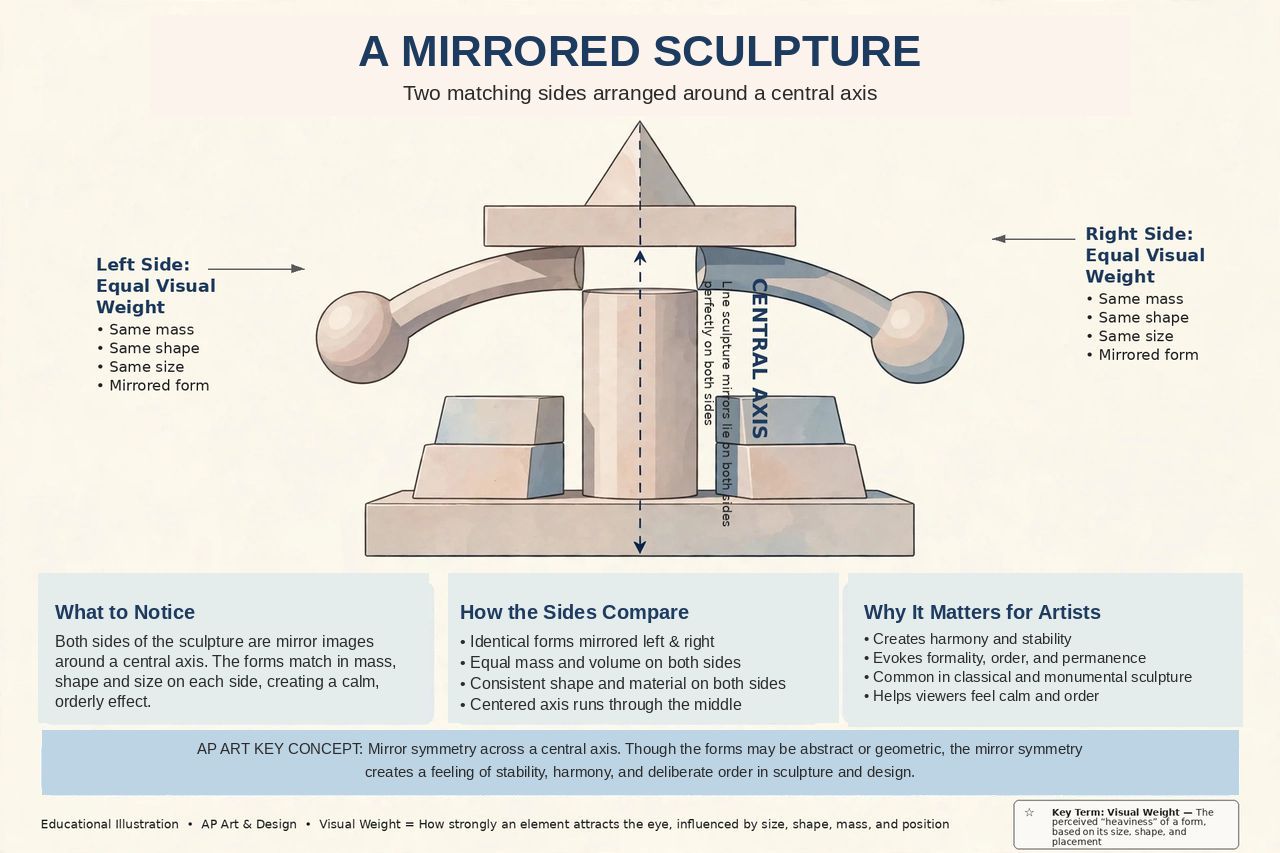 A MIRRORED SCULPTURE
Two matching sides arranged around a central axis
Left Side:
Equal Visual
Weight
• Same mass
• Same shape
• Same size
• Mirrored form
Right Side:
Equal Visual
Weight
• Same mass
• Same shape
• Same size
• Mirrored form
CENTRAL AXIS
Line sculpture mirrors lie on both sides
perfectly on both sides
What to Notice
Both sides of the sculpture are mirror images
around a central axis. The forms match in mass,
shape and size on each side, creating a calm,
orderly effect.
How the Sides Compare
• Identical forms mirrored left & right
• Equal mass and volume on both sides
• Consistent shape and material on both sides
• Centered axis runs through the middle
Why It Matters for Artists
• Creates harmony and stability
• Evokes formality, order, and permanence
• Common in classical and monumental sculpture
• Helps viewers feel calm and order
AP ART KEY CONCEPT: Mirror symmetry across a central axis. Though the forms may be abstract or geometric, the mirror symmetry
creates a feeling of stability, harmony, and deliberate order in sculpture and design.
Educational Illustration • AP Art & Design • Visual Weight = How strongly an element attracts the eye, influenced by size, shape, mass, and position
☆ Key Term: Visual Weight — The
perceived “heaviness” of a form,
based on its size, shape, and
placement